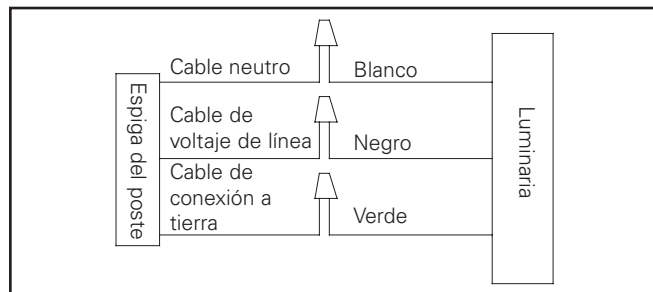 Cable neutro
Blanco
Espiga del poste
Cable de
voltaje de línea
Negro
Luminaria
Cable de
conexión a
tierra
Verde